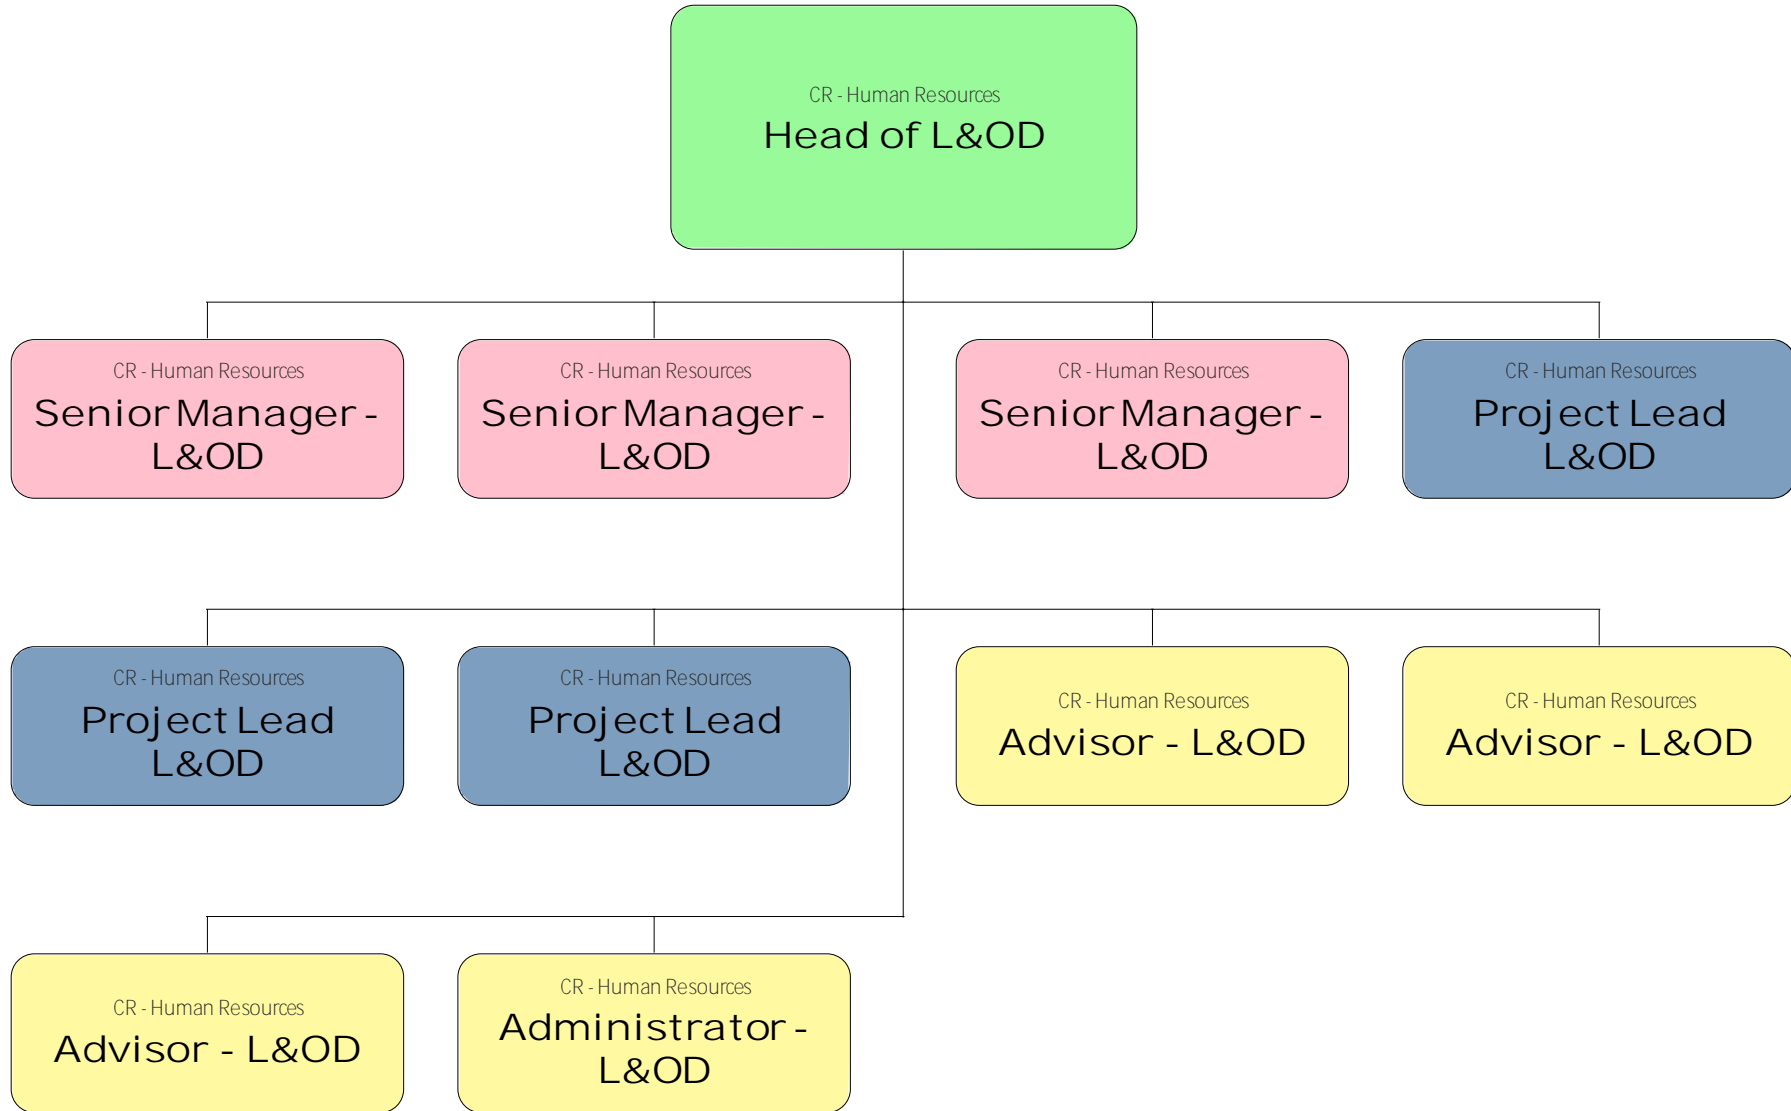 CR - Human Resources
Head of L&OD
CR - Human Resources
Senior Manager -
L&OD
CR - Human Resources
Senior Manager -
L&OD
CR - Human Resources
Senior Manager -
L&OD
CR - Human Resources
Project Lead
L&OD
CR - Human Resources
Project Lead
L&OD
CR - Human Resources
Project Lead
L&OD
CR - Human Resources
Advisor - L&OD
CR - Human Resources
Advisor - L&OD
CR - Human Resources
Advisor - L&OD
CR - Human Resources
Administrator -
L&OD